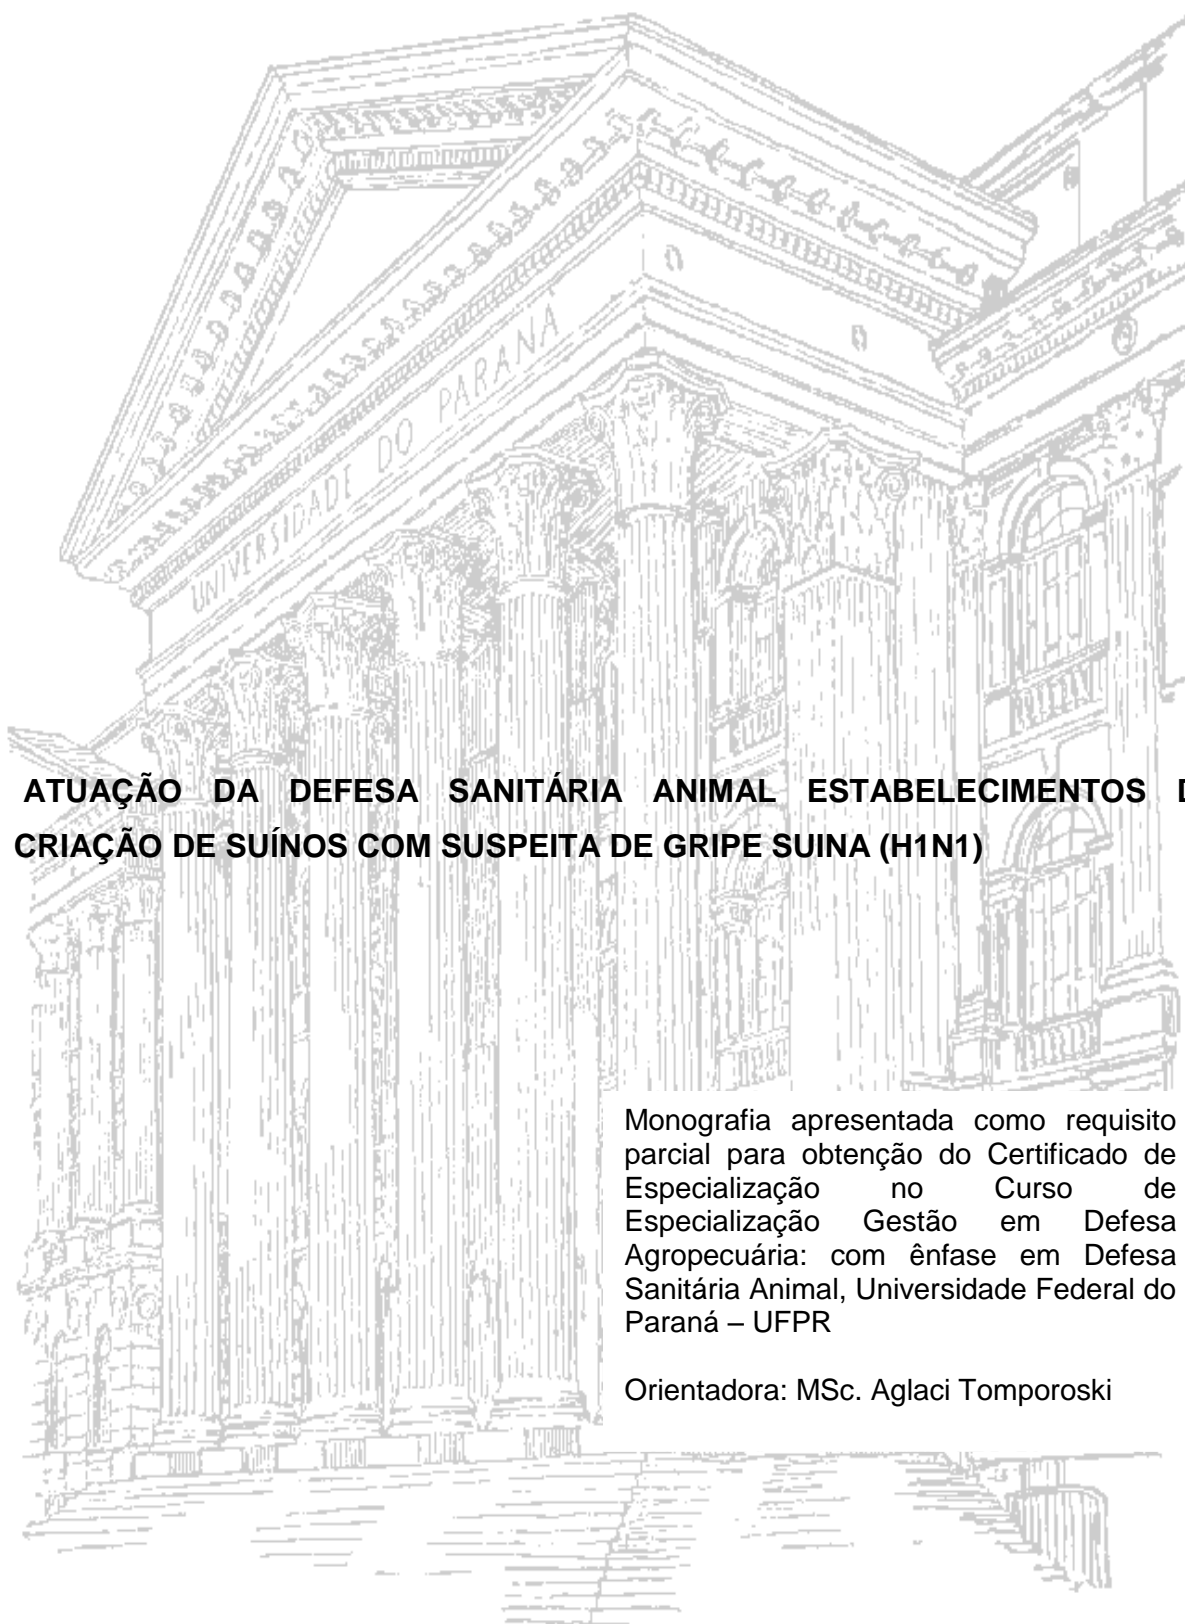 UNIVERSIDADE DO PARANÁ
ATUAÇÃO DA DEFESA SANITÁRIA ANIMAL ESTABELECIMENTOS
CRIAÇÃO DE SUÍNOS COM SUSPEITA DE GRIPE SUINA (H1N1)
Monografia apresentada como requisito
parcial para obtenção do Certificado de
Especialização no Curso de
Especialização Gestão em Defesa
Agropecuária: com ênfase em Defesa
Sanitária Animal, Universidade Federal do
Paraná – UFPR
Orientadora: MSc. Aglaci Tomporoski